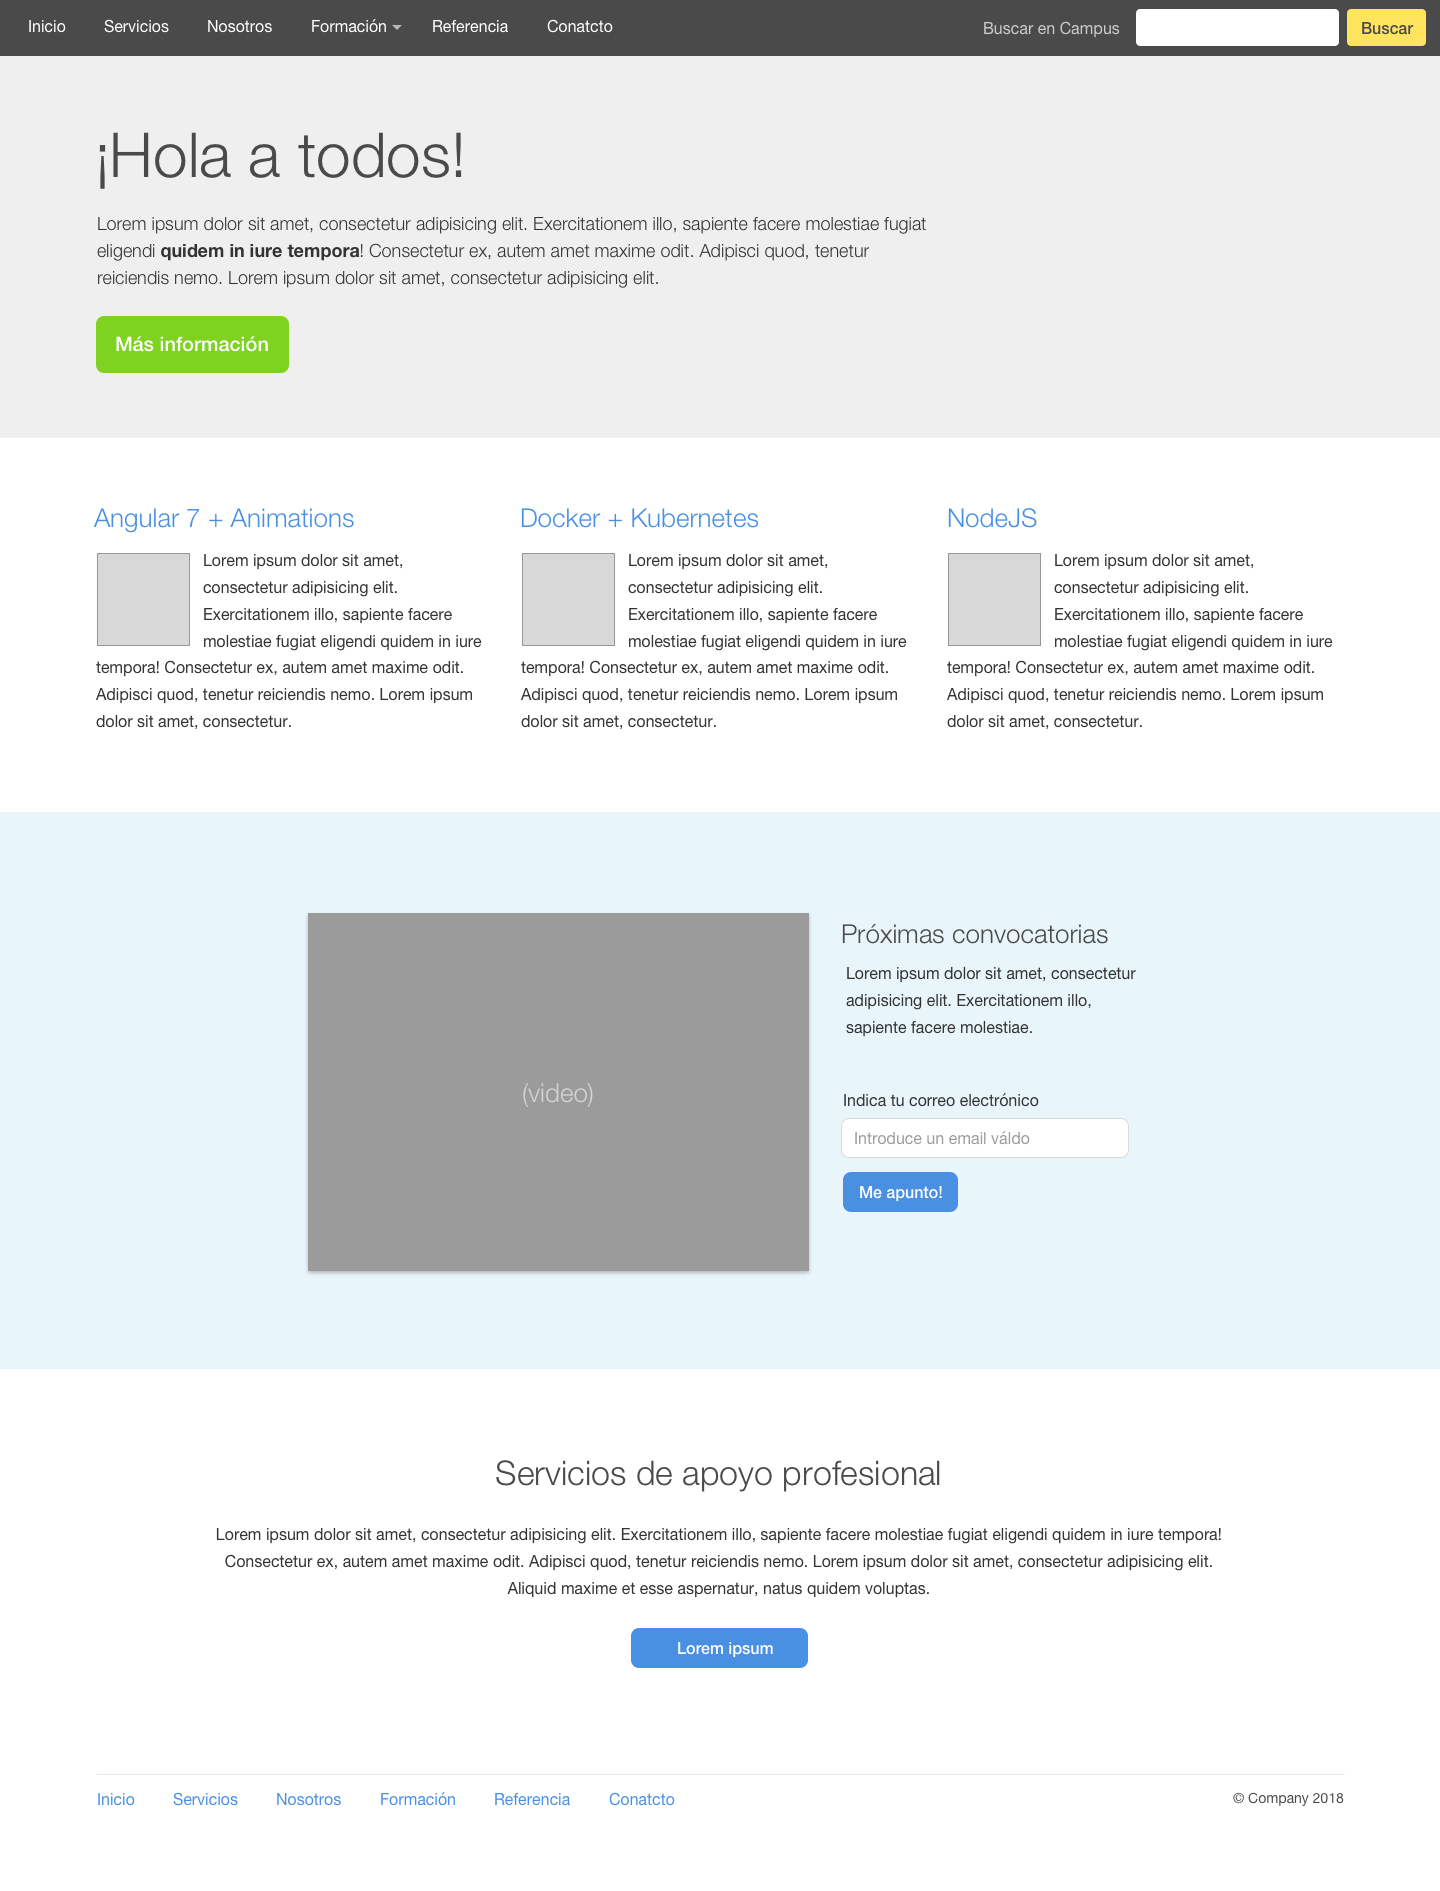 Inicio Servicios Nosotros Formación Referencia Conatcto Buscar en Campus Buscar
¡Hola a todos!
Lorem ipsum dolor sit amet, consectetur adipisicing elit. Exercitationem illo, sapiente facere molestiae fugiat
eligendi quidem in iure tempora! Consectetur ex, autem amet maxime odit. Adipisci quod, tenetur
reiciendis nemo. Lorem ipsum dolor sit amet, consectetur adipisicing elit.
Más información
Angular 7 + Animations
Lorem ipsum dolor sit amet,
consectetur adipisicing elit.
Exercitationem illo, sapiente facere
molestiae fugiat eligendi quidem in iure
tempora! Consectetur ex, autem amet maxime odit.
Adipisci quod, tenetur reiciendis nemo. Lorem ipsum
dolor sit amet, consectetur.
Docker + Kubernetes
Lorem ipsum dolor sit amet,
consectetur adipisicing elit.
Exercitationem illo, sapiente facere
molestiae fugiat eligendi quidem in iure
tempora! Consectetur ex, autem amet maxime odit.
Adipisci quod, tenetur reiciendis nemo. Lorem ipsum
dolor sit amet, consectetur.
NodeJS
Lorem ipsum dolor sit amet,
consectetur adipisicing elit.
Exercitationem illo, sapiente facere
molestiae fugiat eligendi quidem in iure
tempora! Consectetur ex, autem amet maxime odit.
Adipisci quod, tenetur reiciendis nemo. Lorem ipsum
dolor sit amet, consectetur.
(video)
Próximas convocatorias
Lorem ipsum dolor sit amet, consectetur
adipisicing elit. Exercitationem illo,
sapiente facere molestiae.
Indica tu correo electrónico
Introduce un email váldo
Me apunto!
Servicios de apoyo profesional
Lorem ipsum dolor sit amet, consectetur adipisicing elit. Exercitationem illo, sapiente facere molestiae fugiat eligendi quidem in iure tempora!
Consectetur ex, autem amet maxime odit. Adipisci quod, tenetur reiciendis nemo. Lorem ipsum dolor sit amet, consectetur adipisicing elit.
Aliquid maxime et esse aspernatur, natus quidem voluptas.
Lorem ipsum
Inicio Servicios Nosotros Formación Referencia Conatcto © Company 2018